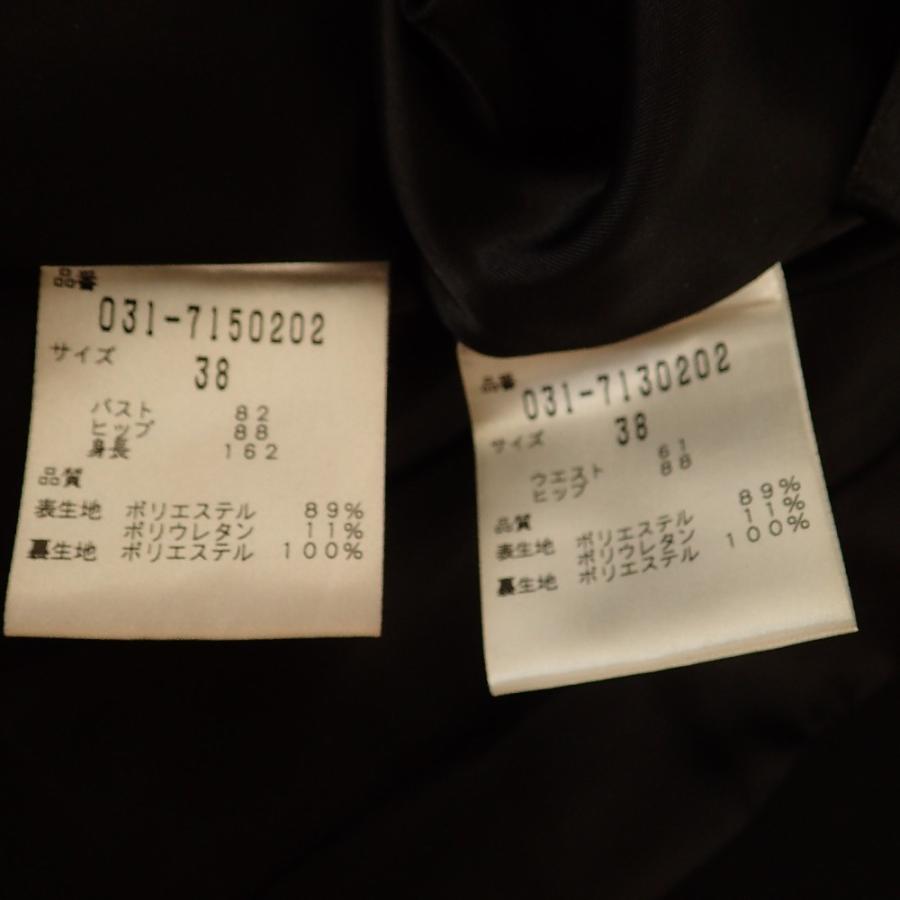 品番
031-7150202
サイズ
38
バスト 82
ヒップ 88
身長 162
品質
表生地 ポリエステル 89%
ポリウレタン 11%
裏生地 ポリエステル 100%
品番
031-7130202
サイズ
38
ウエスト 61
ヒップ 88
品質
表生地 ポリエステル 89%
ポリウレタン 11%
裏生地 ポリエステル 100%